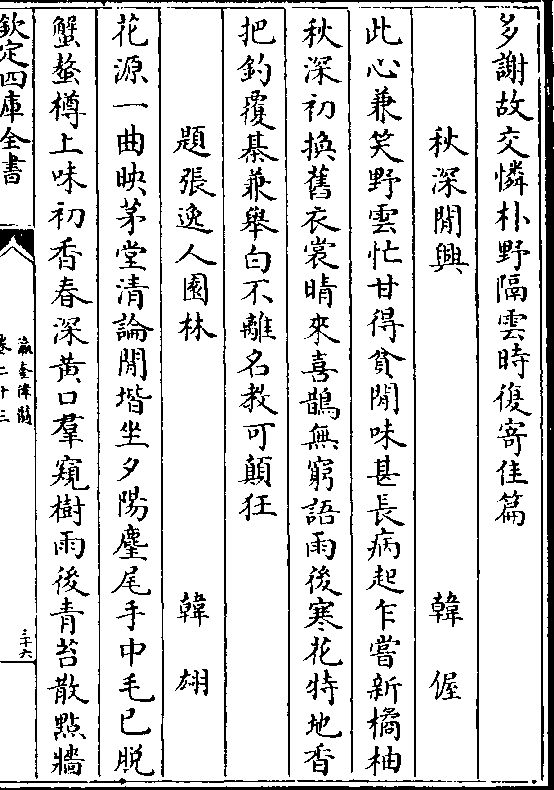 多謝故交憐朴野隔雲時復寄佳篇
秋深閒興 韓偓
此心兼笑野雲忙甘得貧閒味甚長病起乍嘗新橘柚
秋深初換舊衣裳晴來喜鵲無窮語雨後寒花特地香
把釣覆棊兼舉白不離名教可顛狂
題張逸人園林 韓翃
花源一曲映茅堂清論閒堦坐夕陽麈尾手中毛已脫
蟹螯樽上味初香春深黃口羣窺樹雨後青苔散點牆
欽定四庫全書
瀛奎律髓
卷二十三
三十六